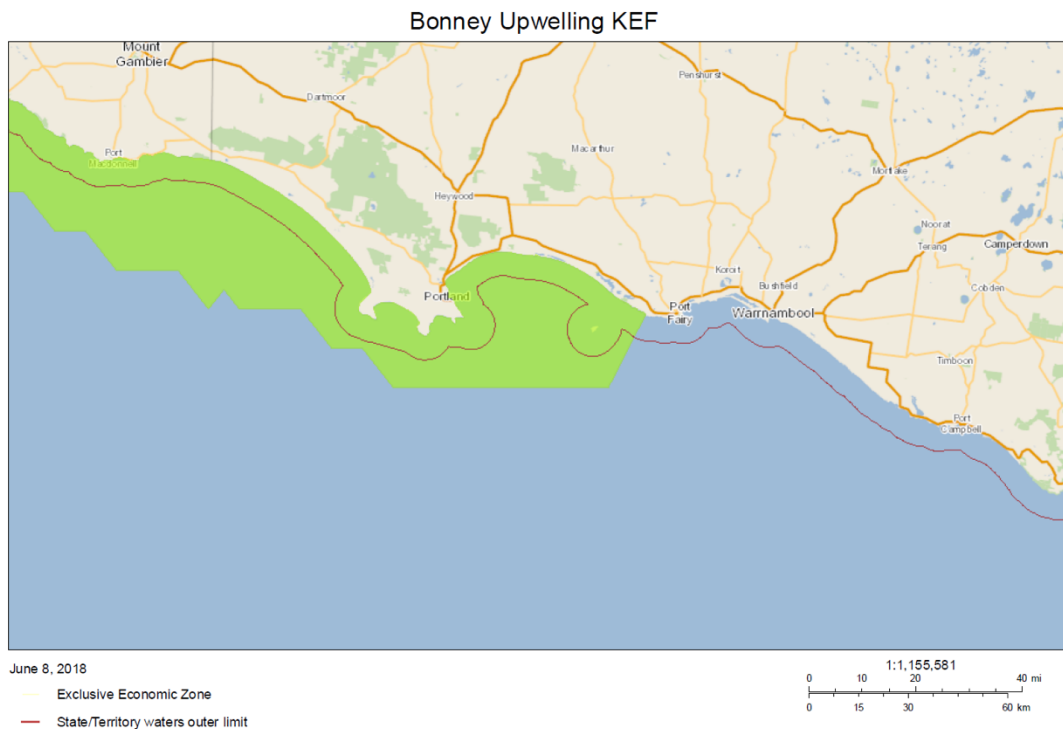 Bonney Upwelling KEF
Mount
Gambier
Penshurst
Dartmoor
Port
Macdonnell
Macarthur
Mortlake
Heywood
Noorat
Terang
Camperdown
Koroit
Bushfield
Cobden
Portland
Port
Fairy
Warrnambool
Timboon
Port
Campbell
June 8, 2018
1:1,155,581
0 10 20 40 mi
0 15 30 60 km
Exclusive Economic Zone
State/Territory waters outer limit